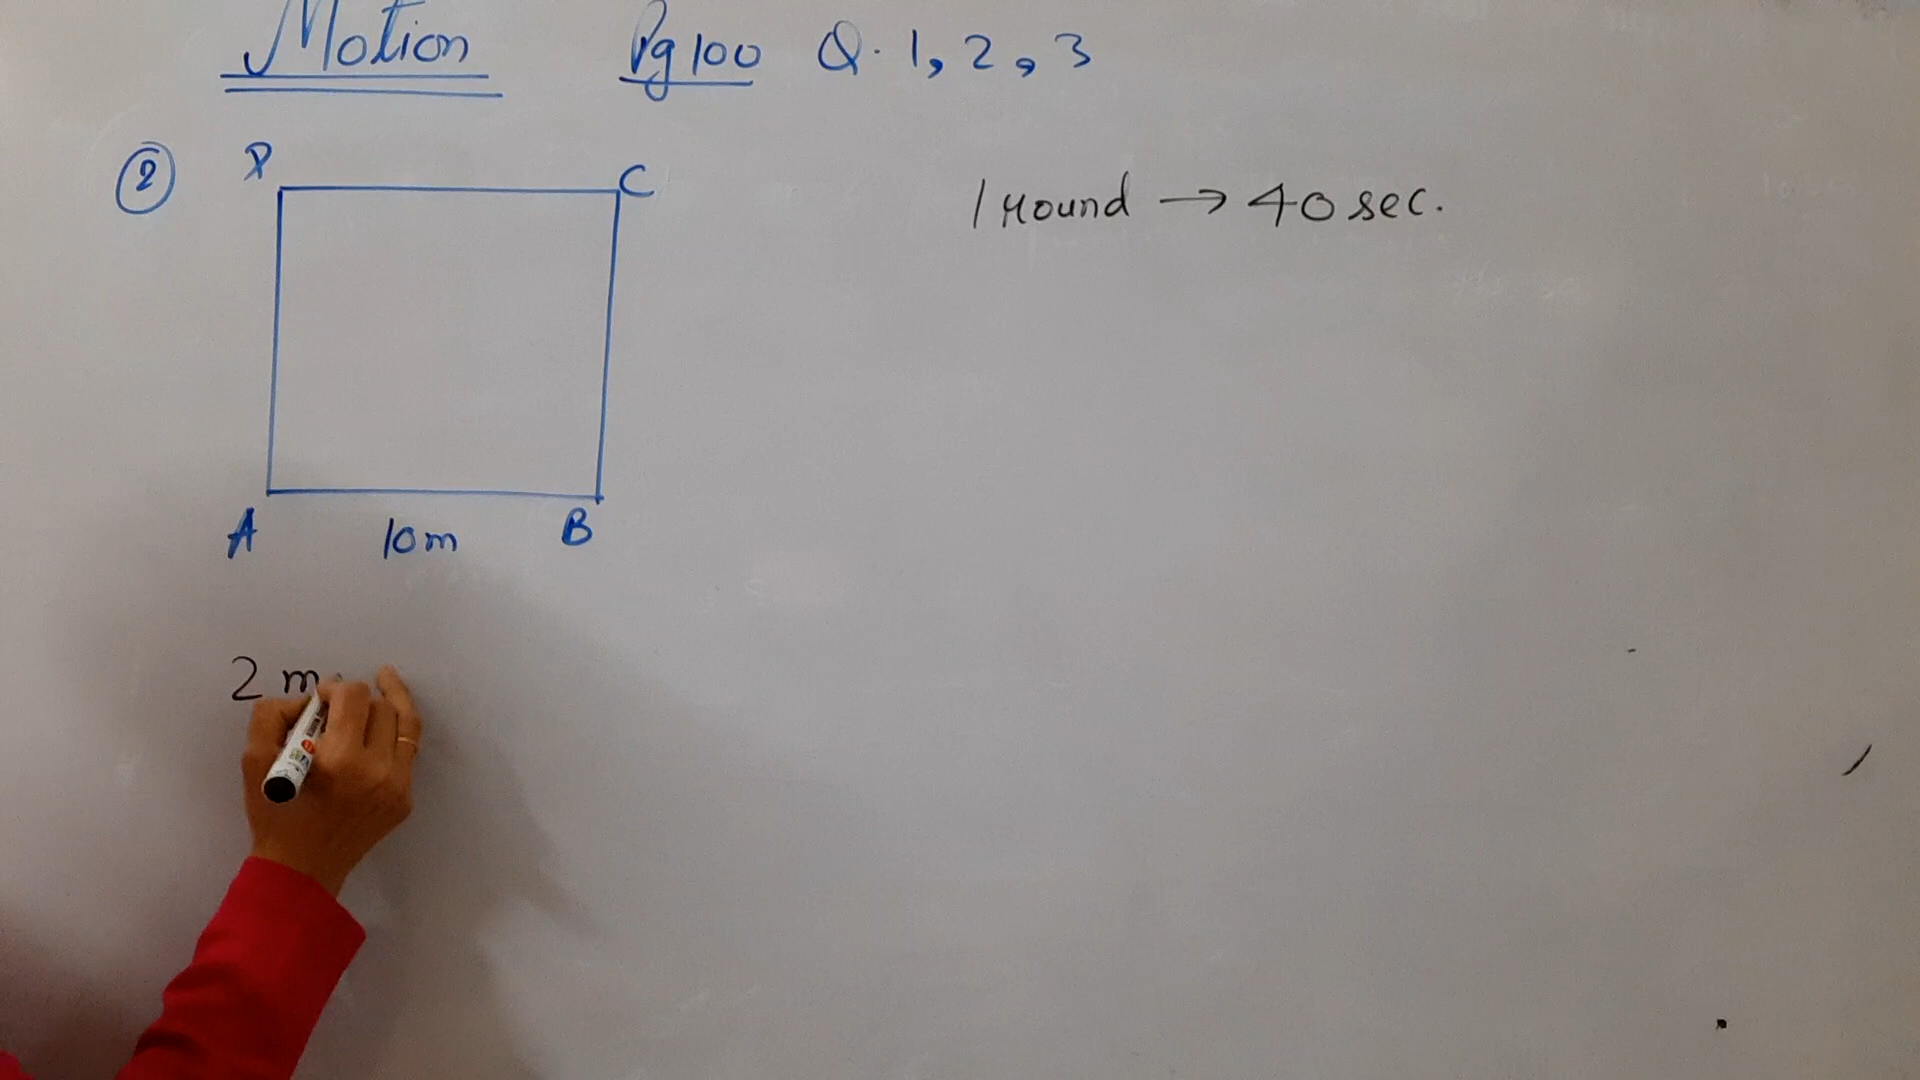 Motion Pg 100 Q. 1, 2, 3
2
C
1 round → 40 sec.
A 10m B
2 m